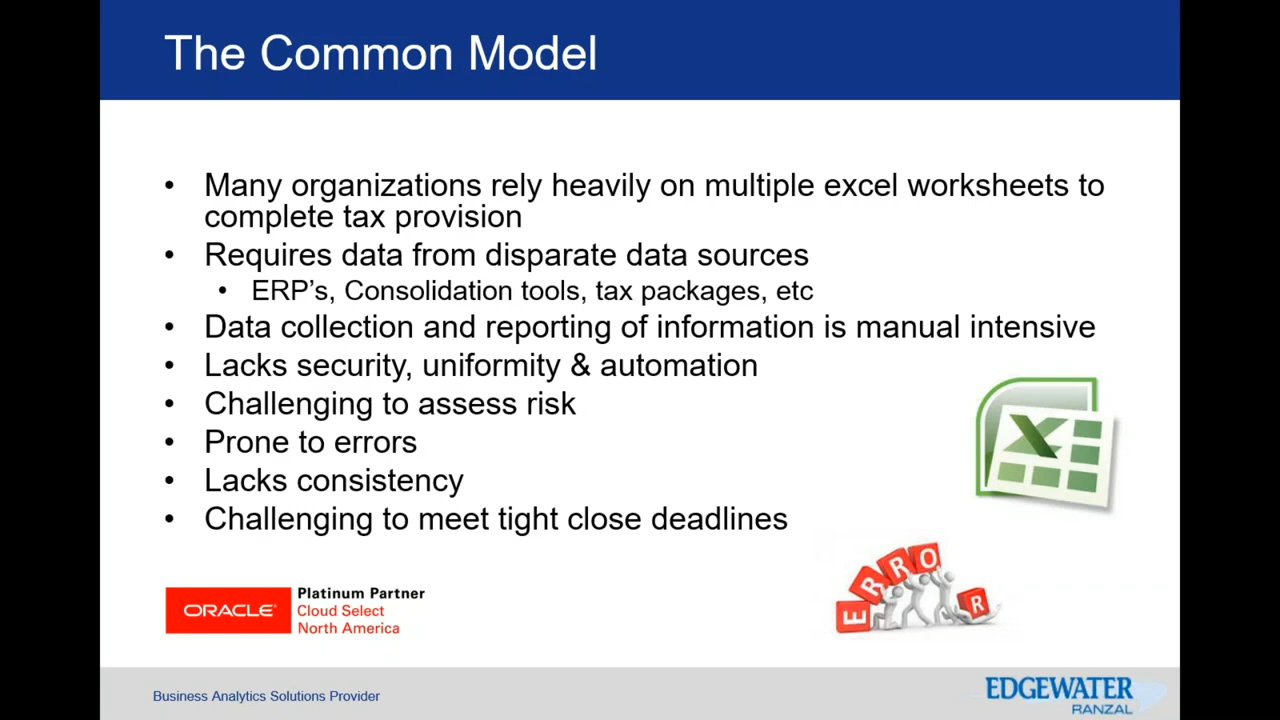 The Common Model
• Many organizations rely heavily on multiple excel worksheets to
complete tax provision
• Requires data from disparate data sources
• ERP’s, Consolidation tools, tax packages, etc
• Data collection and reporting of information is manual intensive
• Lacks security, uniformity & automation
• Challenging to assess risk
• Prone to errors
• Lacks consistency
• Challenging to meet tight close deadlines
X
ERROR
ORACLE
Platinum Partner
Cloud Select
North America
Business Analytics Solutions Provider
EDGEWATER
RANZAL